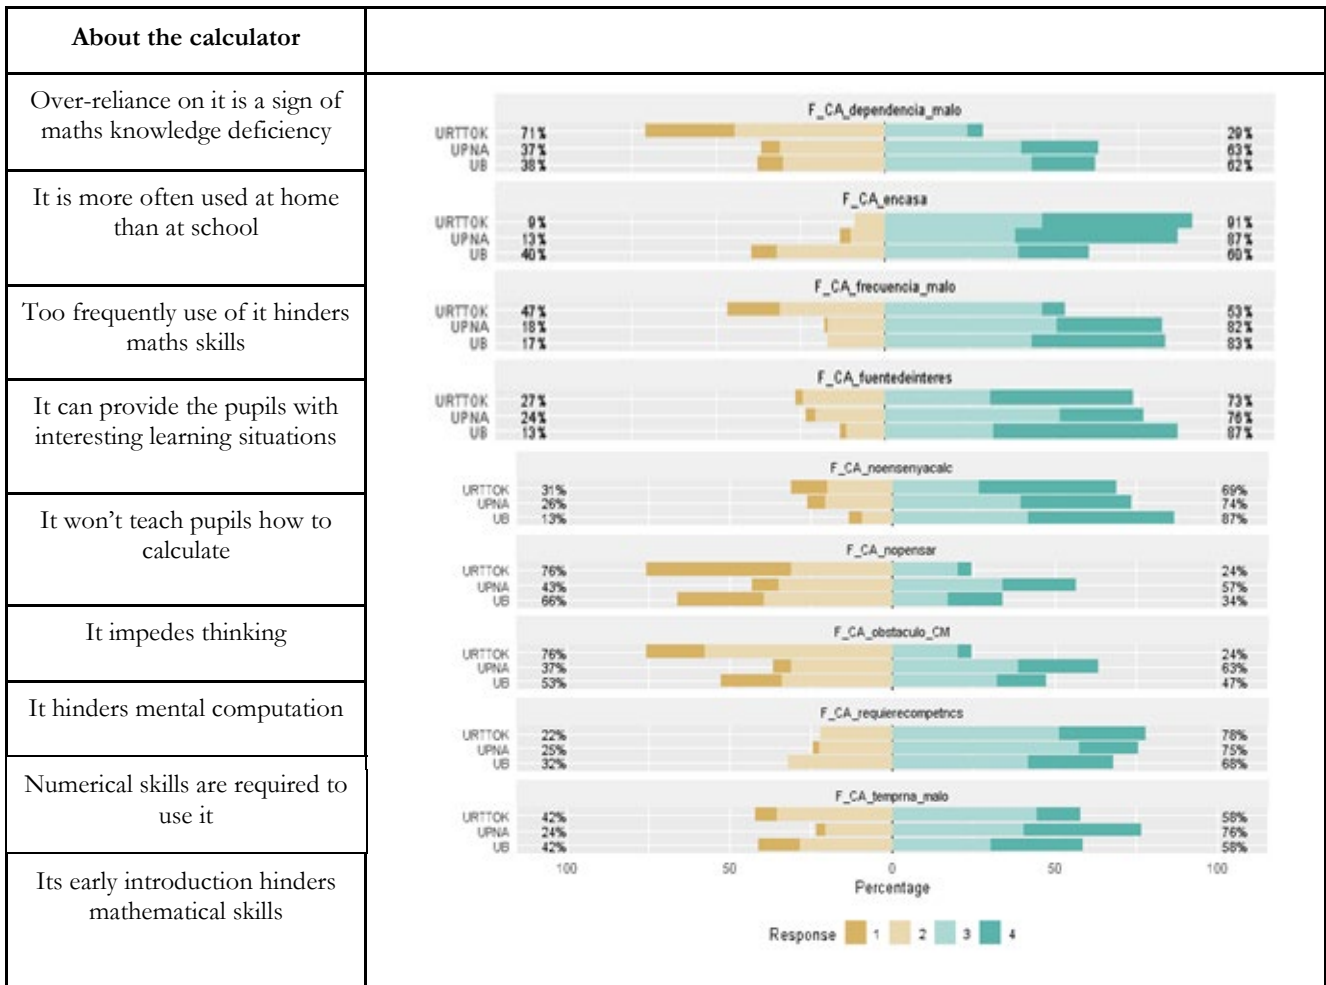 About the calculator
Over-reliance on it is a sign of
maths knowledge deficiency
It is more often used at home
than at school
Too frequently use of it hinders
maths skills
It can provide the pupils with
interesting learning situations
It won't teach pupils how to
calculate
It impedes thinking
It hinders mental computation
Numerical skills are required to
use it
Its early introduction hinders
mathematical skills
F_CA_dependencia_malo
URTTOK 71% 29%
UPNA 37% 63%
UB 38% 62%
F_CA_encasa
URTTOK 9% 91%
UPNA 13% 87%
UB 40% 60%
F_CA_frecuencia_malo
URTTOK 47% 53%
UPNA 18% 82%
UB 17% 83%
F_CA_fuentedeinteres
URTTOK 27% 73%
UPNA 24% 76%
UB 13% 87%
F_CA_noensenyacalc
URTTOK 31% 69%
UPNA 26% 74%
UB 13% 87%
F_CA_nopensar
URTTOK 76% 24%
UPNA 43% 57%
UB 66% 34%
F_CA_obstaculo_CM
URTTOK 76% 24%
UPNA 37% 63%
UB 53% 47%
F_CA_requierecompetncs
URTTOK 22% 78%
UPNA 25% 75%
UB 32% 68%
F_CA_temprna_malo
URTTOK 42% 58%
UPNA 24% 76%
UB 42% 58%
100 50 0 50 100
Percentage
Response 1 2 3 4